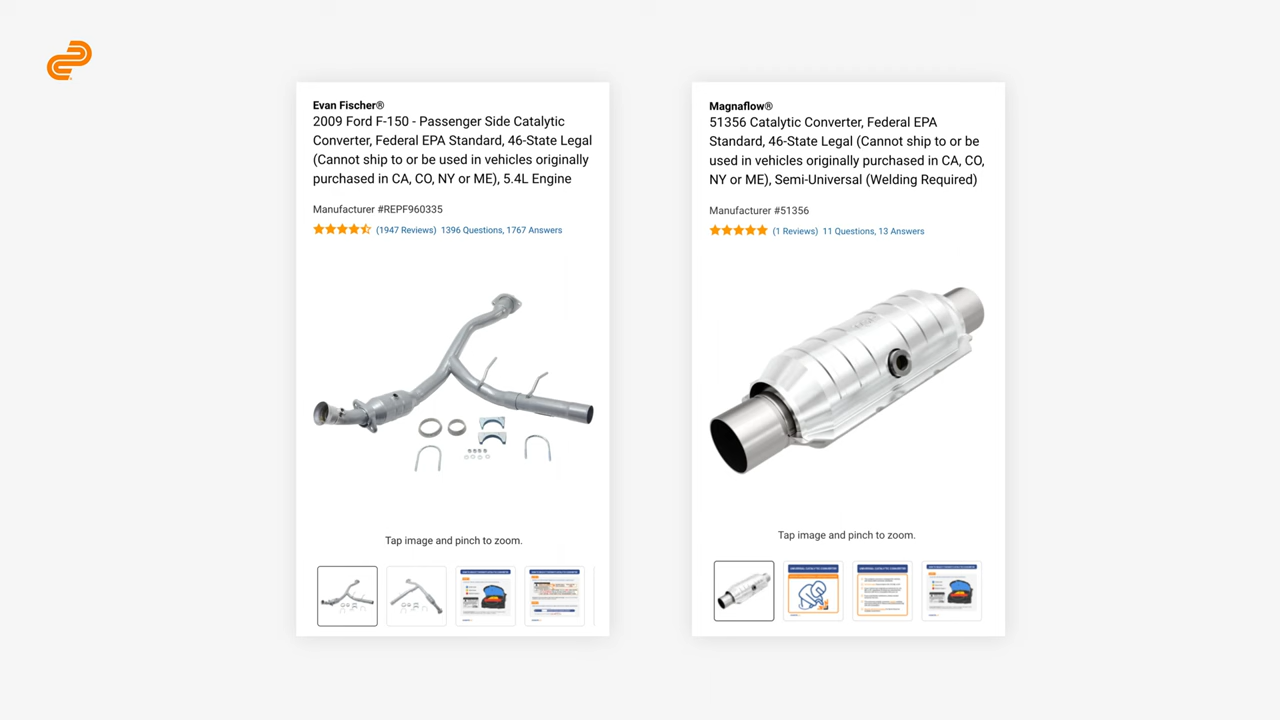 Evan Fischer®
2009 Ford F-150 - Passenger Side Catalytic
Converter, Federal EPA Standard, 46-State Legal
(Cannot ship to or be used in vehicles originally
purchased in CA, CO, NY or ME), 5.4L Engine
Manufacturer #REPF960335
(1947 Reviews) 1396 Questions, 1767 Answers
Tap image and pinch to zoom.
Magnaflow®
51356 Catalytic Converter, Federal EPA
Standard, 46-State Legal (Cannot ship to or be
used in vehicles originally purchased in CA, CO,
NY or ME), Semi-Universal (Welding Required)
Manufacturer #51356
(1 Reviews) 11 Questions, 13 Answers
Tap image and pinch to zoom.